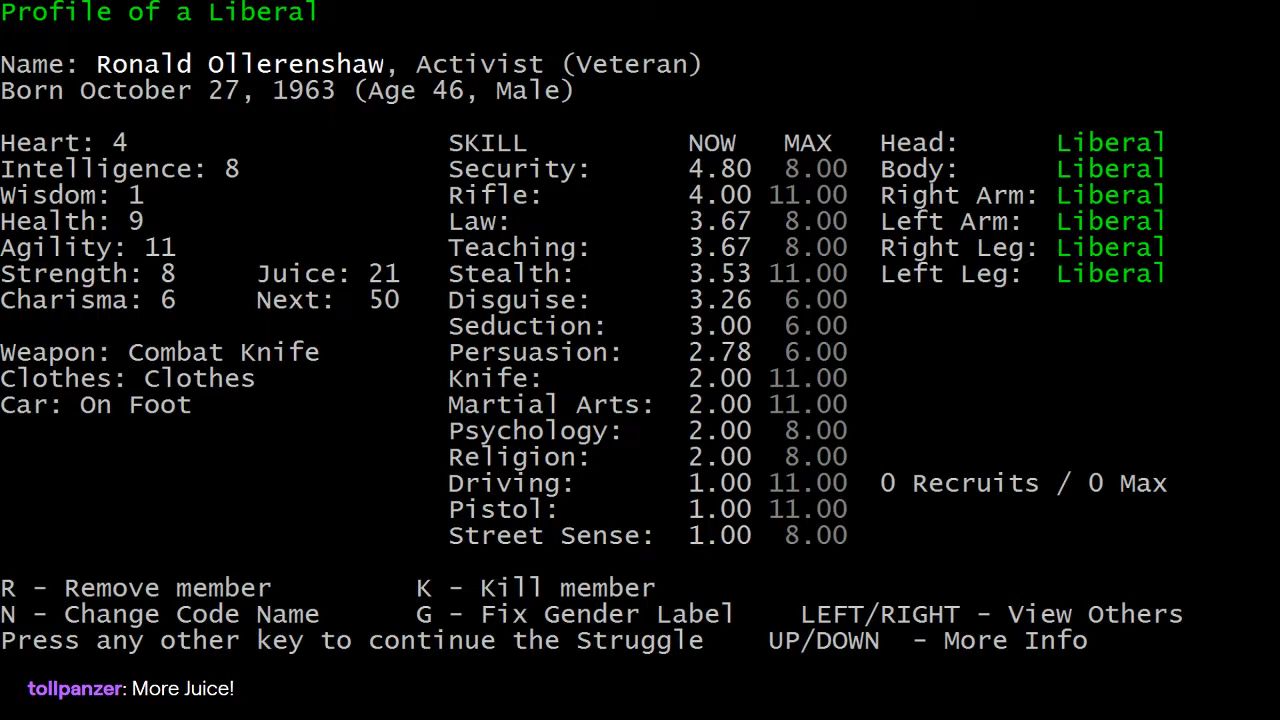 Profile of a Liberal
Name: Ronald Ollerenshaw, Activist (Veteran)
Born October 27, 1963 (Age 46, Male)
Heart: 4 SKILL NOW MAX Head: Liberal
Intelligence: 8 Security: 4.80 8.00 Body: Liberal
Wisdom: 1 Rifle: 4.00 11.00 Right Arm: Liberal
Health: 9 Law: 3.67 8.00 Left Arm: Liberal
Agility: 11 Teaching: 3.67 8.00 Right Leg: Liberal
Strength: 8 Juice: 21 Stealth: 3.53 11.00 Left Leg: Liberal
Charisma: 6 Next: 50 Disguise: 3.26 6.00
Seduction: 3.00 6.00
Weapon: Combat Knife Persuasion: 2.78 6.00
Clothes: Clothes Knife: 2.00 11.00
Car: On Foot Martial Arts: 2.00 11.00
Psychology: 2.00 8.00
Religion: 2.00 8.00
Driving: 1.00 11.00 0 Recruits / 0 Max
Pistol: 1.00 11.00
Street Sense: 1.00 8.00
R - Remove member K - Kill member
N - Change Code Name G - Fix Gender Label LEFT/RIGHT - View Others
Press any other key to continue the Struggle UP/DOWN - More Info
tollpanzer: More Juice!